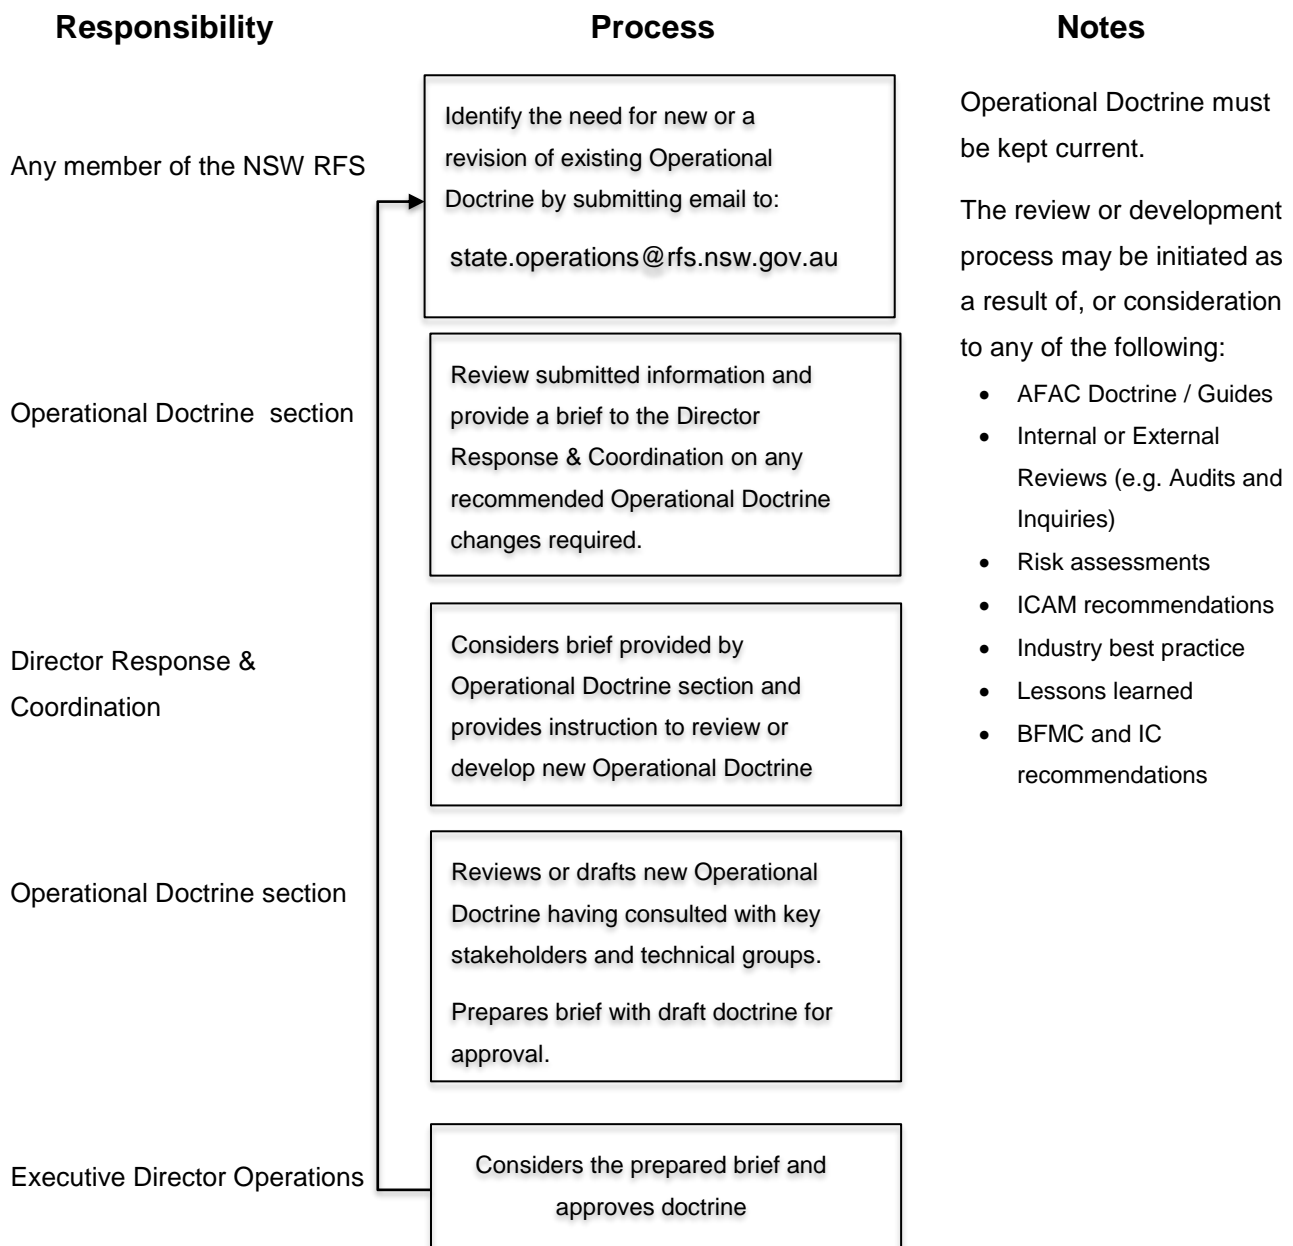 Responsibility
Process
Notes
Any member of the NSW RFS
Identify the need for new or a
revision of existing Operational
Doctrine by submitting email to:
state.operations@rfs.nsw.gov.au
Operational Doctrine must
be kept current.
The review or development
process may be initiated as
a result of, or consideration
to any of the following:
• AFAC Doctrine / Guides
• Internal or External
Reviews (e.g. Audits and
Inquiries)
• Risk assessments
• ICAM recommendations
• Industry best practice
• Lessons learned
• BFMC and IC
recommendations
Operational Doctrine  section
Review submitted information and
provide a brief to the Director
Response & Coordination on any
recommended Operational Doctrine
changes required.
Director Response &
Coordination
Considers brief provided by
Operational Doctrine section and
provides instruction to review or
develop new Operational Doctrine
Operational Doctrine section
Reviews or drafts new Operational
Doctrine having consulted with key
stakeholders and technical groups.
Prepares brief with draft doctrine for
approval.
Executive Director Operations
Considers the prepared brief and
approves doctrine